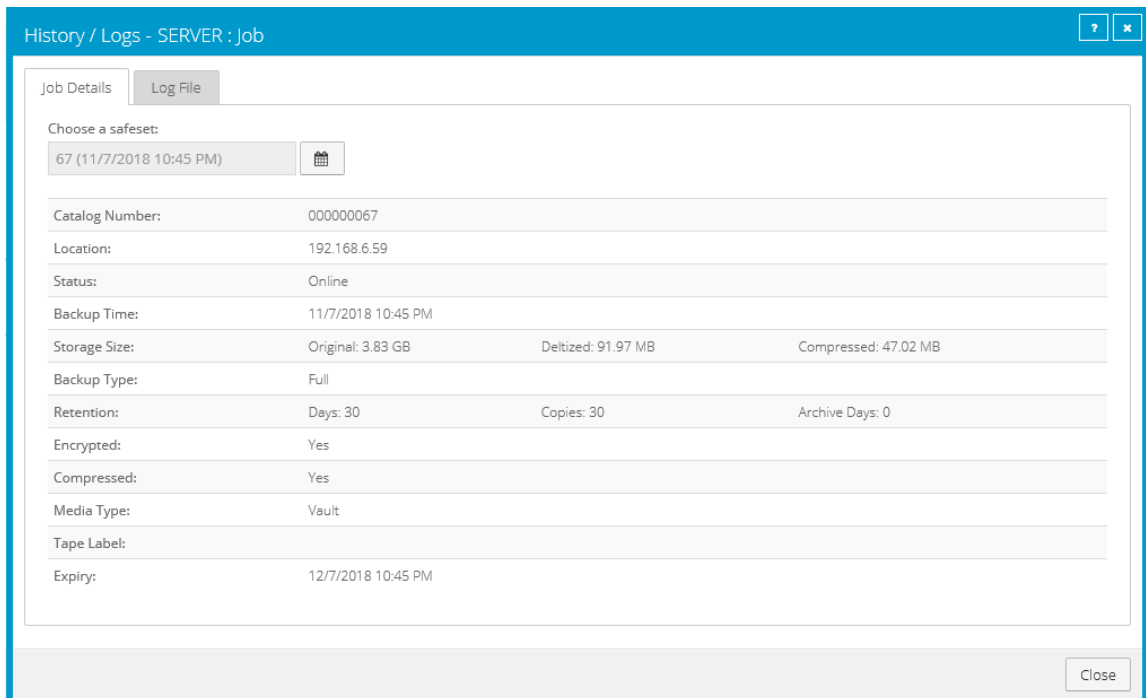 History / Logs - SERVER : Job
? ×
Job Details Log File
Choose a safeset:
67 (11/7/2018 10:45 PM)
Catalog Number: 000000067
Location: 192.168.6.59
Status: Online
Backup Time: 11/7/2018 10:45 PM
Storage Size: Original: 3.83 GB Deltized: 91.97 MB Compressed: 47.02 MB
Backup Type: Full
Retention: Days: 30 Copies: 30 Archive Days: 0
Encrypted: Yes
Compressed: Yes
Media Type: Vault
Tape Label:
Expiry: 12/7/2018 10:45 PM
Close